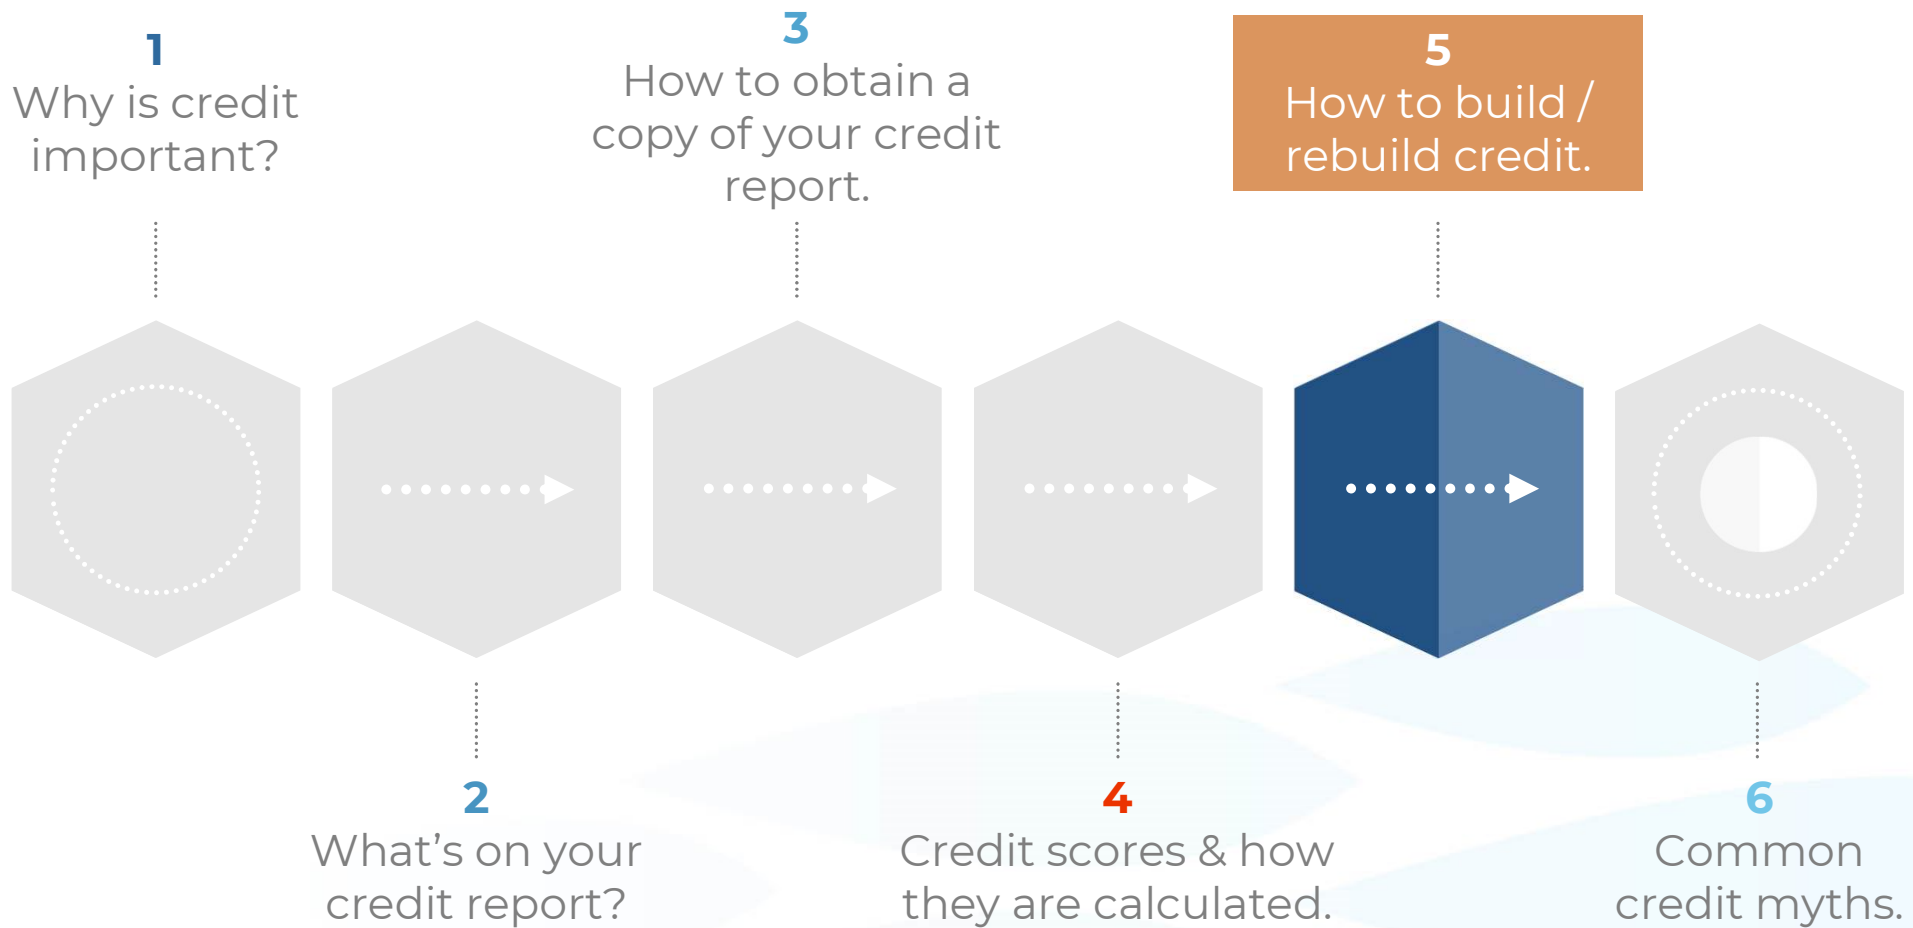 1
Why is credit
important?
2
What’s on your
credit report?
3
How to obtain a
copy of your credit
report.
4
Credit scores & how
they are calculated.
5
How to build /
rebuild credit.
6
Common
credit myths.